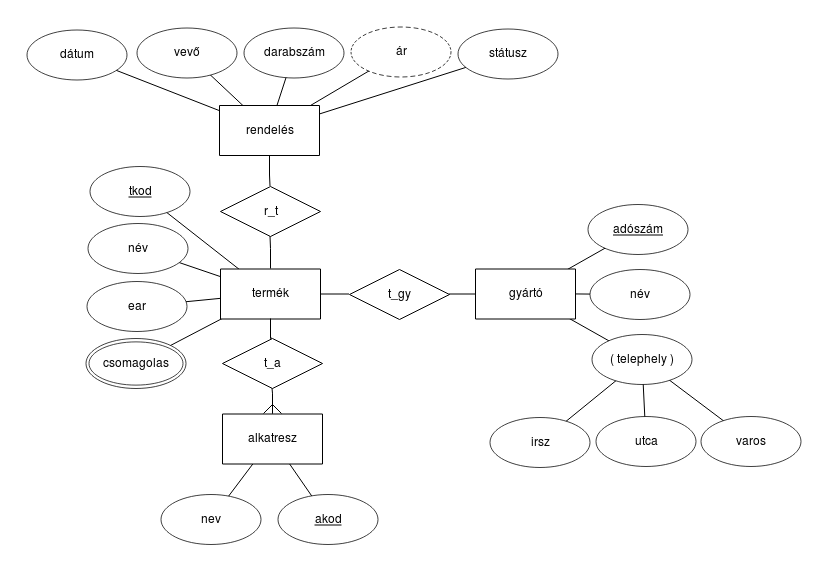 dátum
vevő
darabszám
ár
státusz
rendelés
tkod
r_t
adószám
név
termék
t_gy
gyártó
név
ear
csomagolas
t_a
( telephely )
alkatresz
irsz
utca
varos
nev
akod